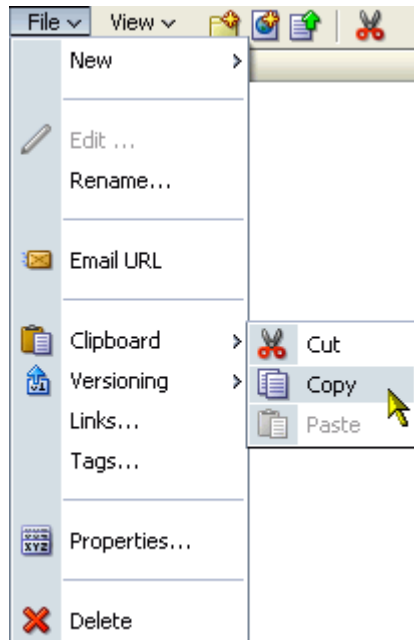 File View
New
Edit ...
Rename...
Email URL
Clipboard
Cut
Versioning
Copy
Links...
Paste
Tags...
Properties...
Delete